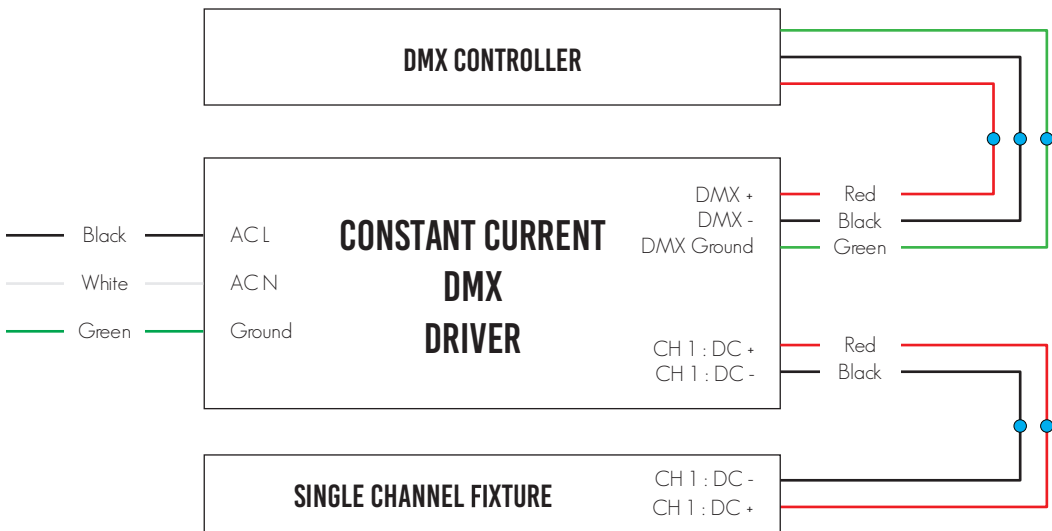 DMX CONTROLLER
DMX + Red
DMX - Black
DMX Ground Green
Black AC L
White AC N
Green Ground
CONSTANT CURRENT
DMX
DRIVER
CH 1 : DC + Red
CH 1 : DC - Black
SINGLE CHANNEL FIXTURE
CH 1 : DC -
CH 1 : DC +